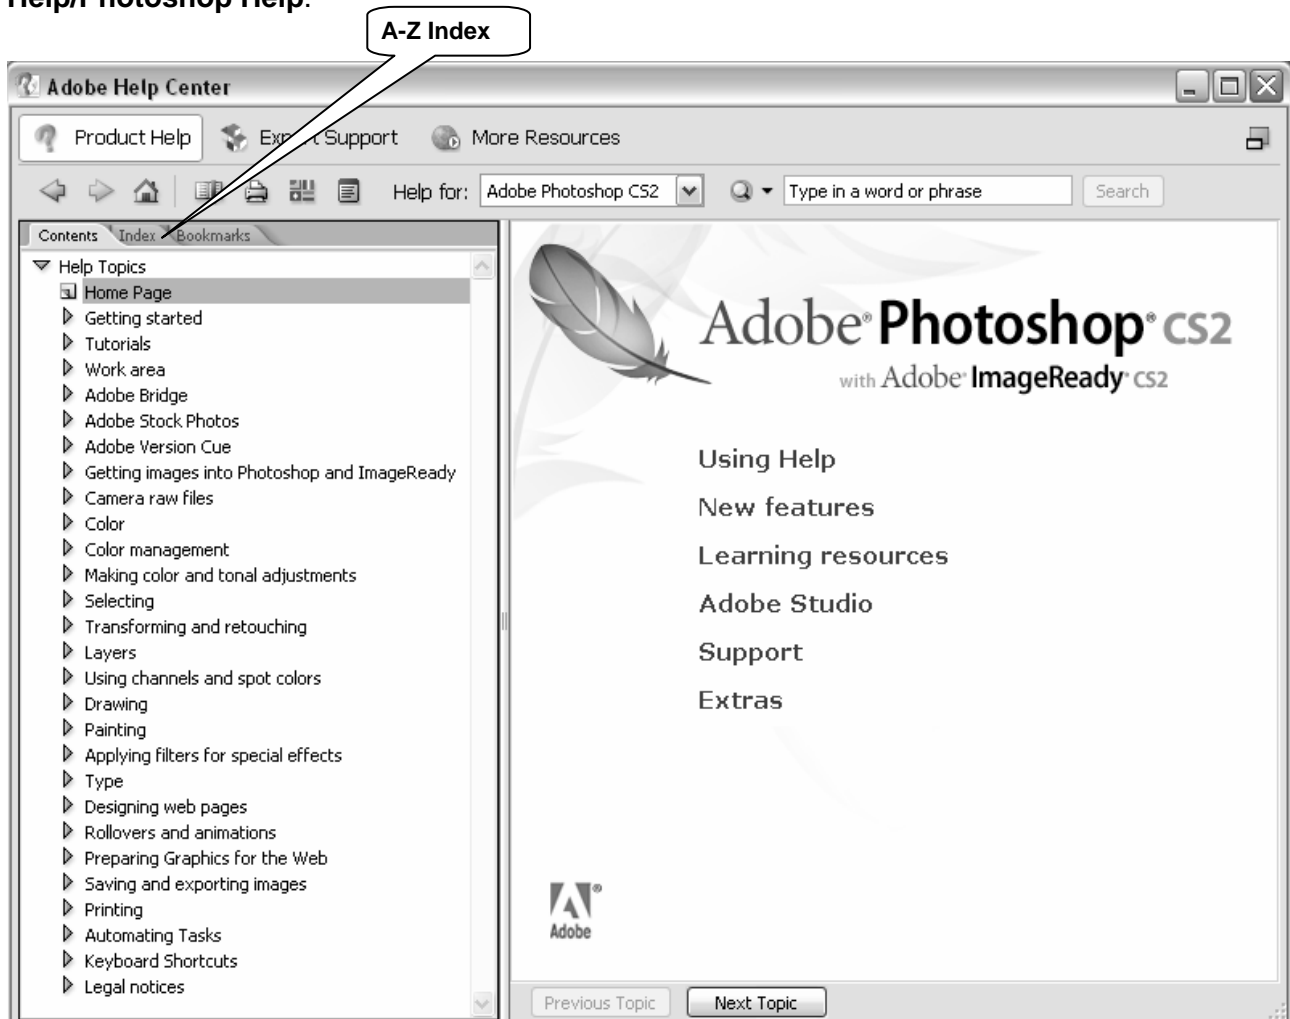 Help/Photoshop Help.
A-Z Index
Adobe Help Center
Product Help Expert Support More Resources
Help for: Adobe Photoshop CS2 Type in a word or phrase Search
Contents Index Bookmarks
Help Topics
Home Page
Getting started
Tutorials
Work area
Adobe Bridge
Adobe Stock Photos
Adobe Version Cue
Getting images into Photoshop and ImageReady
Camera raw files
Color
Color management
Making color and tonal adjustments
Selecting
Transforming and retouching
Layers
Using channels and spot colors
Drawing
Painting
Applying filters for special effects
Type
Designing web pages
Rollovers and animations
Preparing Graphics for the Web
Saving and exporting images
Printing
Automating Tasks
Keyboard Shortcuts
Legal notices
Adobe® Photoshop® CS2
with Adobe® ImageReady® CS2
Using Help
New features
Learning resources
Adobe Studio
Support
Extras
Adobe®
Previous Topic Next Topic